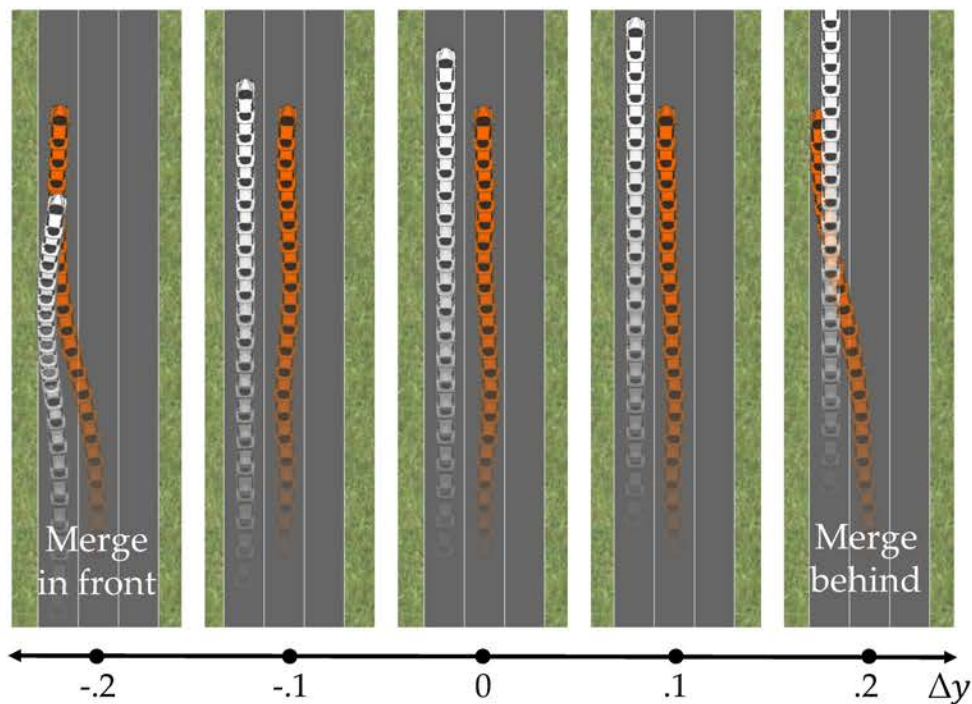 Merge
in front
Merge
behind
-.2
-.1
0
.1
.2
Δy